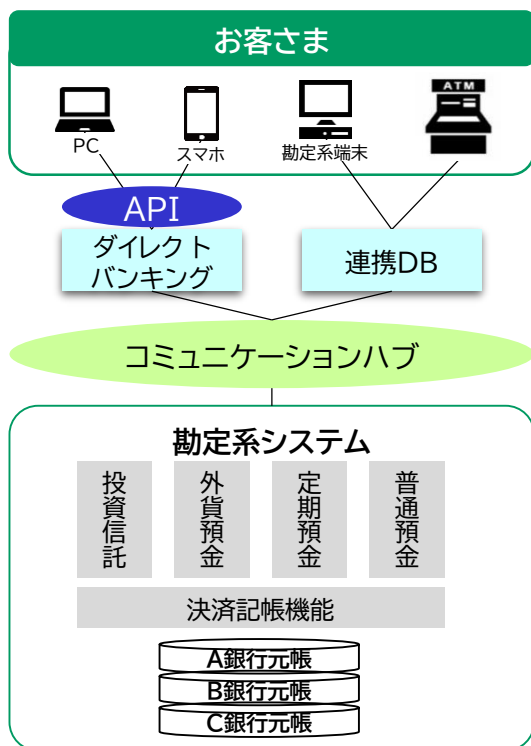 お客さま
ATM
PC
スマホ
勘定系端末
API
ダイレクト
バンキング
連携DB
コミュニケーションハブ
勘定系システム
投資信託
外貨預金
定期預金
普通預金
決済記帳機能
A銀行元帳
B銀行元帳
C銀行元帳